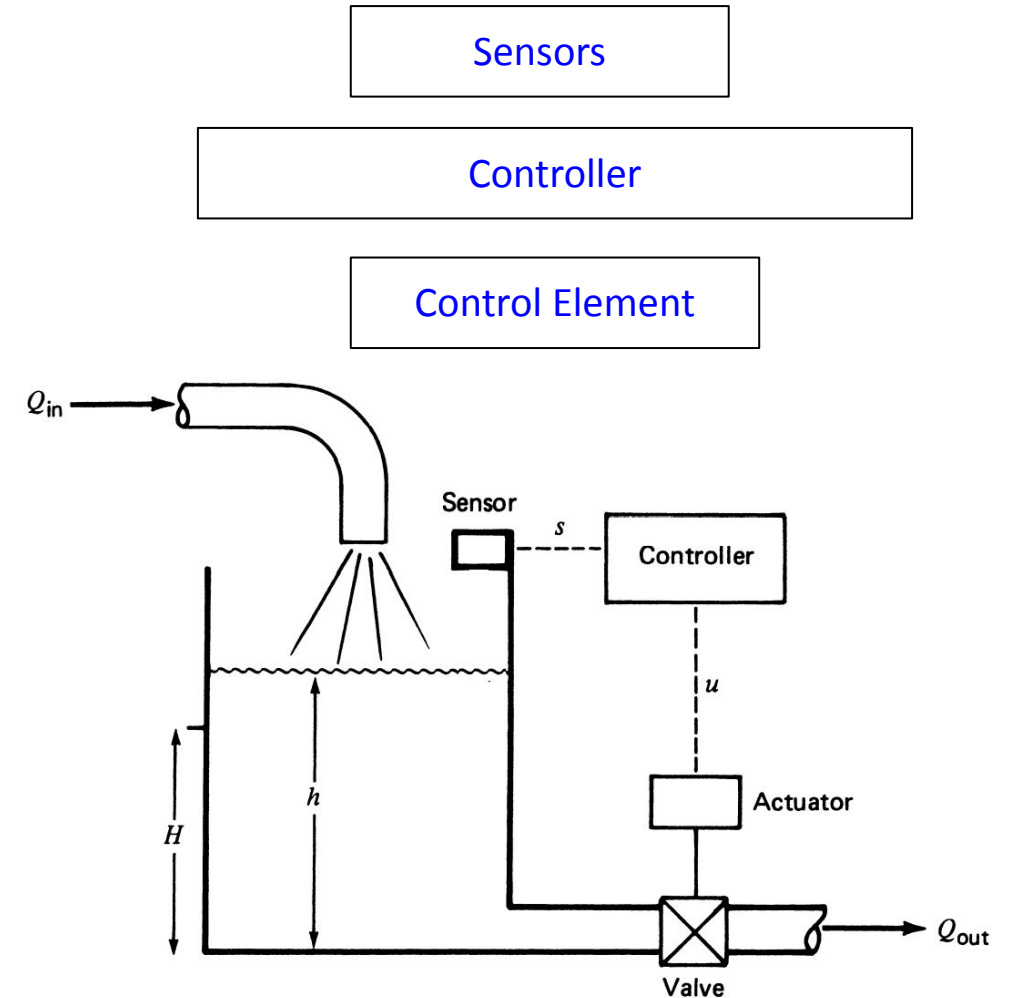 Sensors
Controller
Control Element
Qin
Sensor
s
Controller
u
Actuator
h
H
Qout
Valve